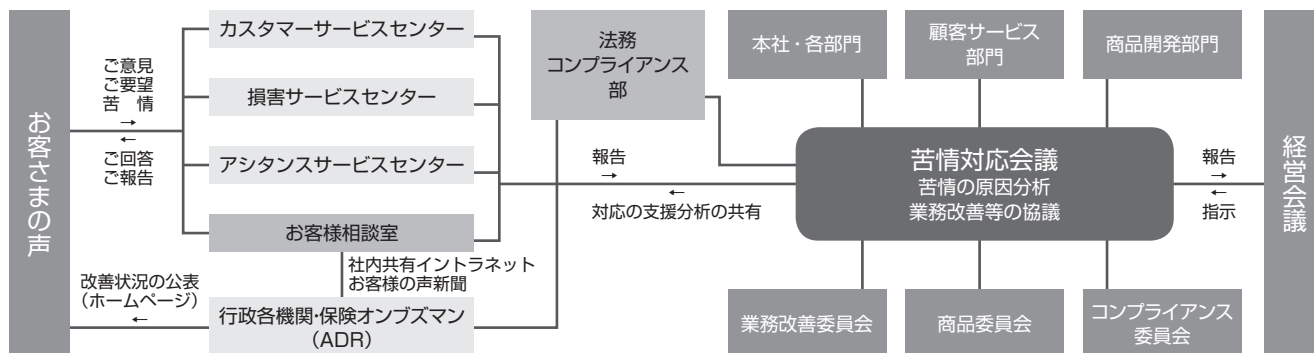 お客さまの声
ご意見
ご要望
苦　情
→
←
ご回答
ご報告
改善状況の公表
（ホームページ）
←
カスタマーサービスセンター
損害サービスセンター
アシタンスサービスセンター
お客様相談室
社内共有イントラネット
お客様の声新聞
行政各機関・保険オンブズマン
（ADR）
法務
コンプライアンス
部
報告
→
←
対応の支援分析の共有
本社・各部門
顧客サービス
部門
商品開発部門
苦情対応会議
苦情の原因分析
業務改善等の協議
業務改善委員会
商品委員会
コンプライアンス
委員会
報告
→
←
指示
経営会議